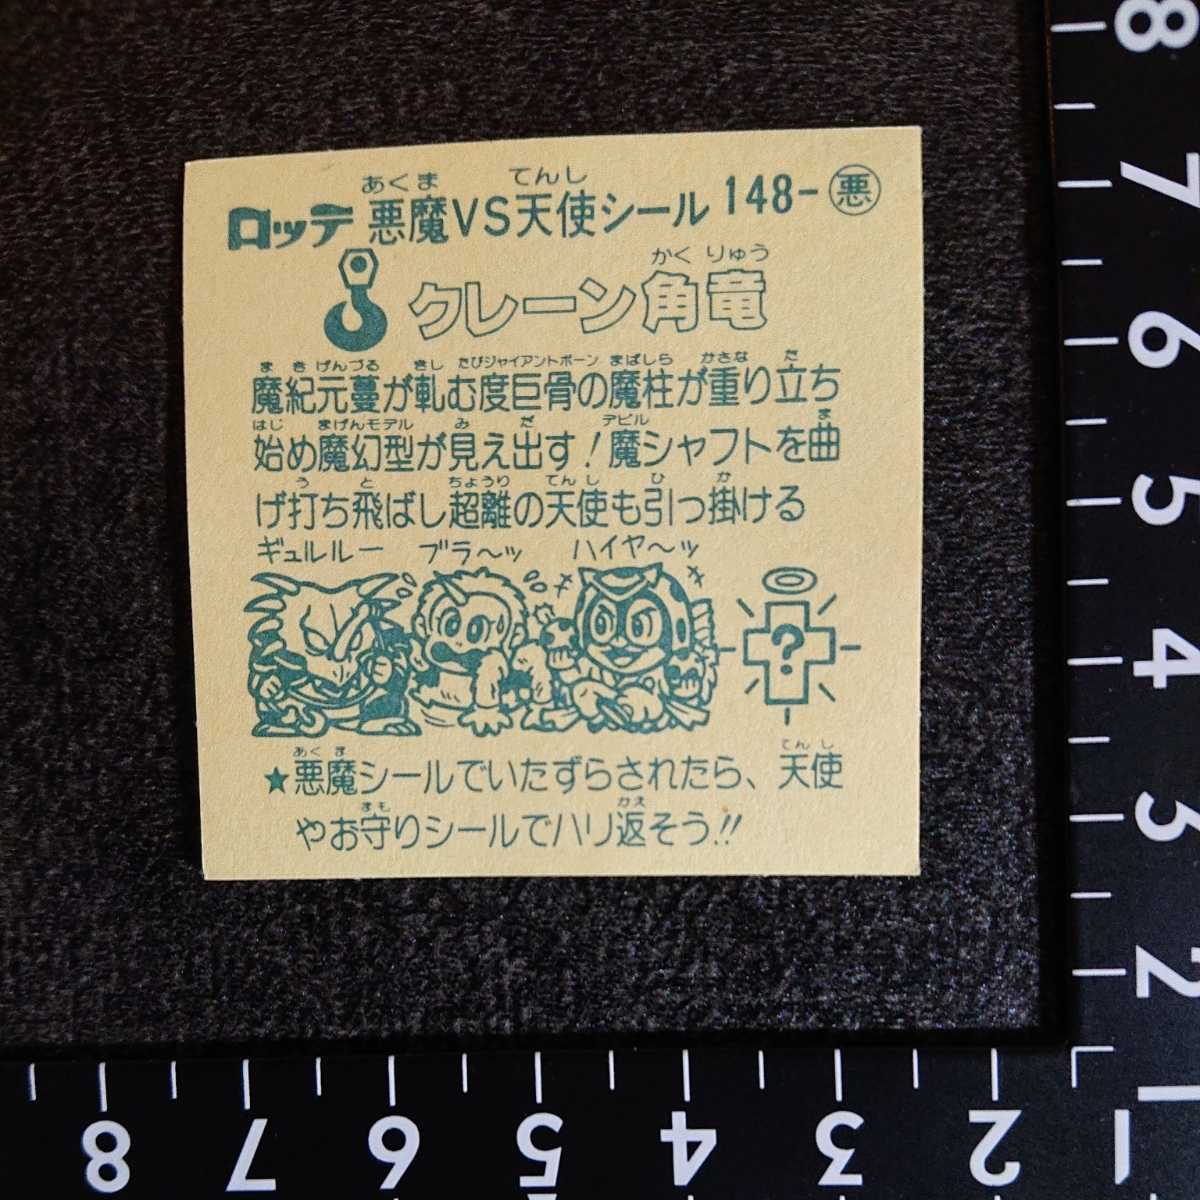 あくま てんし
ロッテ 悪魔VS天使シール 148-悪
かく りゅう
クレーン角竜
ま き げんづる きし たびジャイアントボーン まばしら かさな た
魔紀元蔓が軋む度巨骨の魔柱が重り立ち
はじ まげんモデル み だ デビル ま
始め魔幻型が見え出す!魔シャフトを曲
う と ちょうり てんし ひ か
げ打ち飛ばし超離の天使も引っ掛ける
ギュルルー ブラ〜ッ ハイヤ〜ッ
?
あくま てんし
★悪魔シールでいたずらされたら、天使
まも かえ
やお守りシールでハリ返そう!!
8
7
6
5
4
3
2
1
8 7 6 5 4 3 2 1